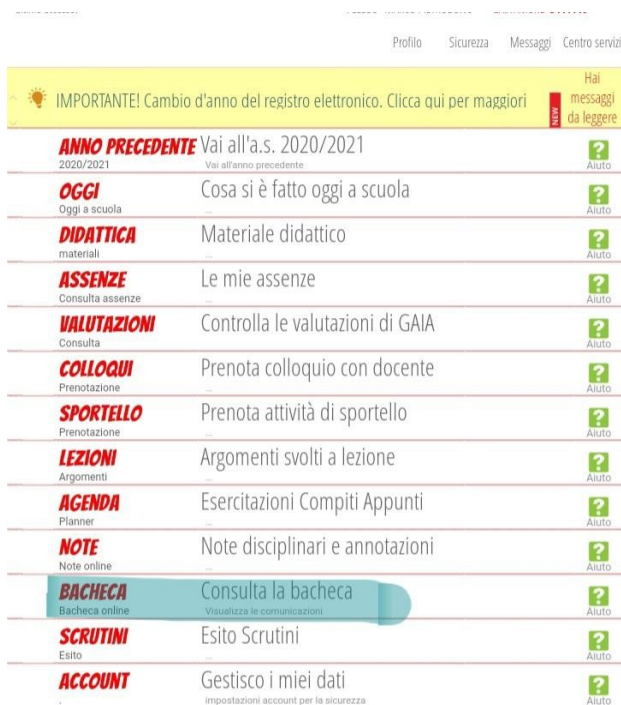 Profilo Sicurezza Messaggi Centro servizi
IMPORTANTE! Cambio d'anno del registro elettronico. Clicca qui per maggiori
NEW
Hai
messaggi
da leggere
ANNO PRECEDENTE Vai all'a.s. 2020/2021
2020/2021 Vai all'anno precedente
Aiuto
OGGI Cosa si è fatto oggi a scuola
Oggi a scuola ...
Aiuto
DIDATTICA Materiale didattico
materiali ...
Aiuto
ASSENZE Le mie assenze
Consulta assenze ...
Aiuto
VALUTAZIONI Controlla le valutazioni di GAIA
Consulta ...
Aiuto
COLLOQUI Prenota colloquio con docente
Prenotazione ...
Aiuto
SPORTELLO Prenota attività di sportello
Prenotazione ...
Aiuto
LEZIONI Argomenti svolti a lezione
Argomenti ...
Aiuto
AGENDA Esercitazioni Compiti Appunti
Planner ...
Aiuto
NOTE Note disciplinari e annotazioni
Note online ...
Aiuto
BACHECA Consulta la bacheca
Bacheca online Visualizza le comunicazioni
Aiuto
SCRUTINI Esito Scrutini
Esito ...
Aiuto
ACCOUNT Gestisco i miei dati
. impostazioni account per la sicurezza
Aiuto